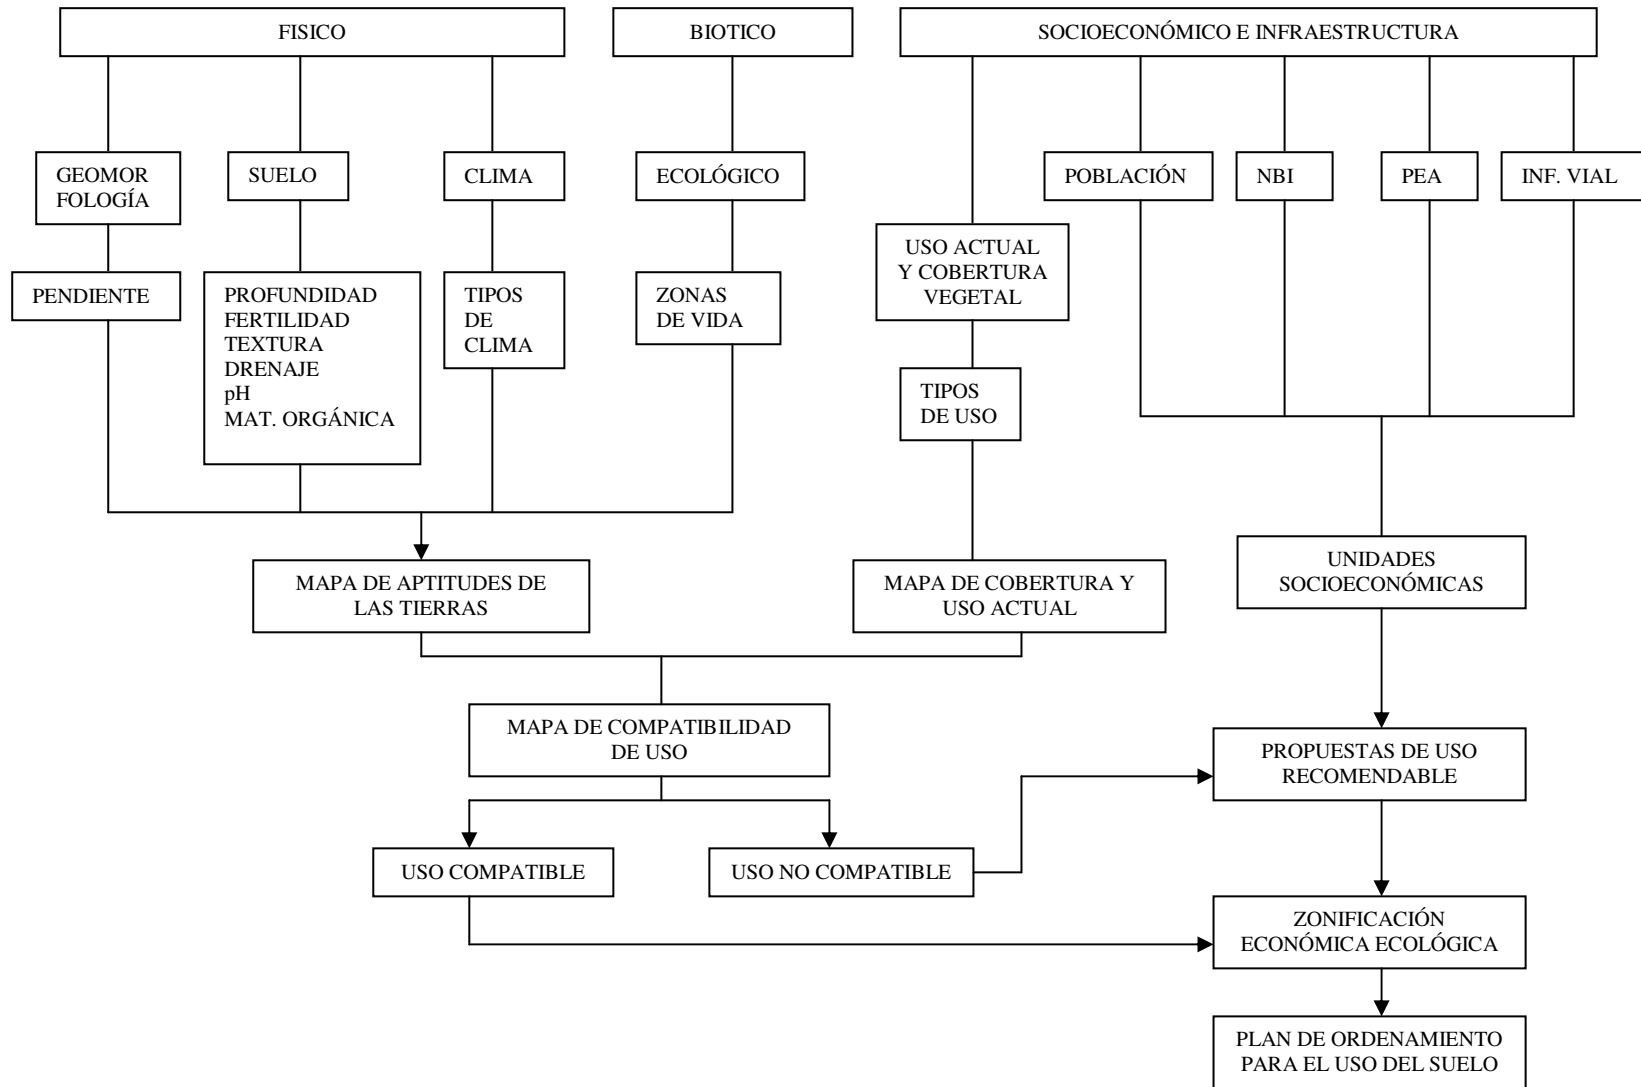 FISICO
BIOTICO
SOCIOECONÓMICO E INFRAESTRUCTURA
GEOMOR
FOLOGÍA
SUELO
CLIMA
ECOLÓGICO
POBLACIÓN
NBI
PEA
INF. VIAL
USO ACTUAL
Y COBERTURA
VEGETAL
PENDIENTE
PROFUNDIDAD
FERTILIDAD
TEXTURA
DRENAJE
pH
MAT. ORGÁNICA
TIPOS
DE
CLIMA
ZONAS
DE VIDA
TIPOS
DE USO
MAPA DE APTITUDES DE
LAS TIERRAS
MAPA DE COBERTURA Y
USO ACTUAL
UNIDADES
SOCIOECONÓMICAS
MAPA DE COMPATIBILIDAD
DE USO
PROPUESTAS DE USO
RECOMENDABLE
USO COMPATIBLE
USO NO COMPATIBLE
ZONIFICACIÓN
ECONÓMICA ECOLÓGICA
PLAN DE ORDENAMIENTO
PARA EL USO DEL SUELO